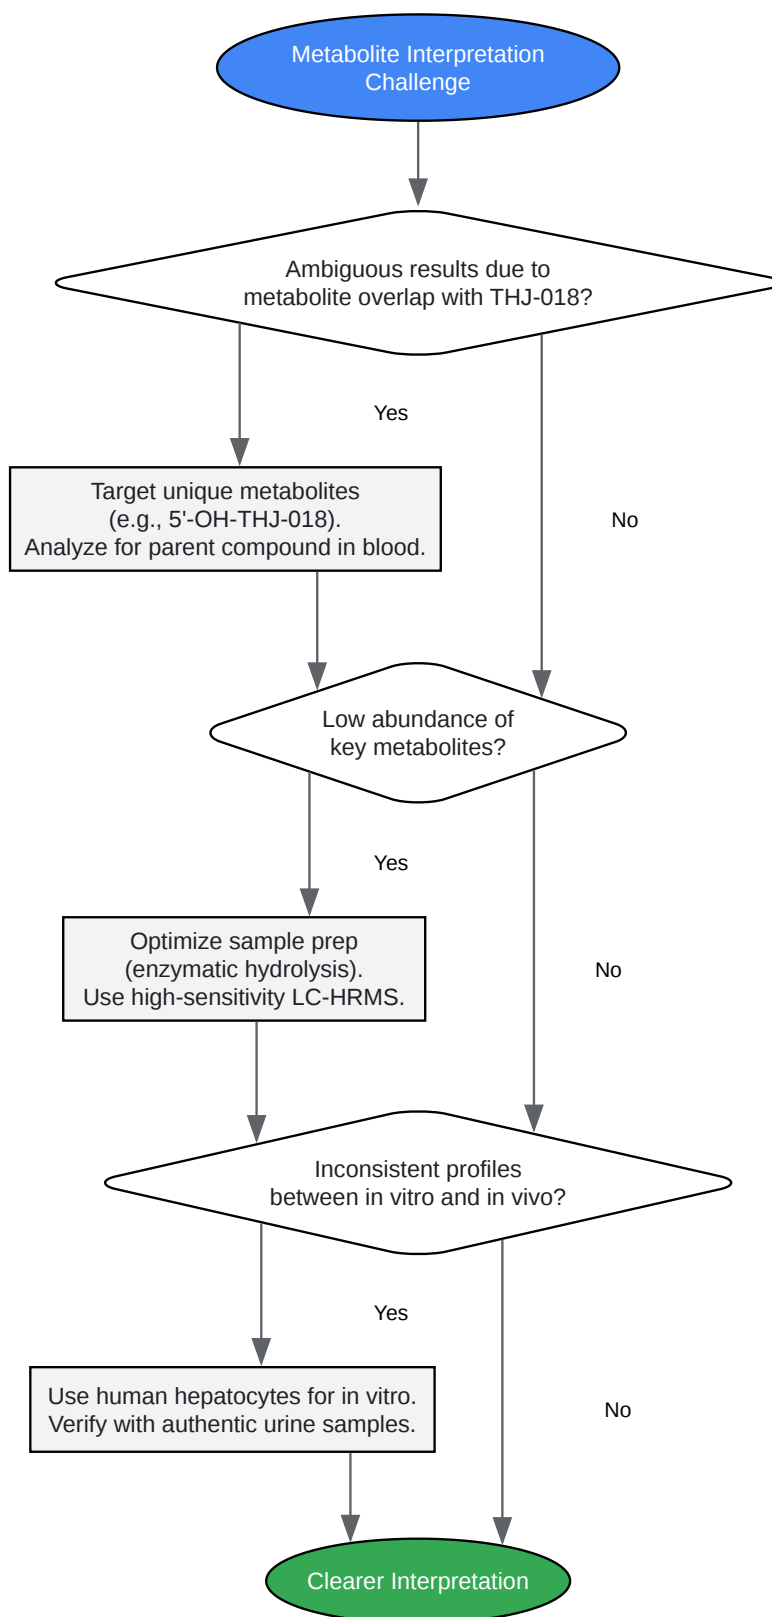 Metabolite Interpretation
Challenge
Ambiguous results due to
metabolite overlap with THJ-018?
Yes
Target unique metabolites
(e.g., 5'-OH-THJ-018).
Analyze for parent compound in blood.
No
Low abundance of
key metabolites?
Yes
Optimize sample prep
(enzymatic hydrolysis).
Use high-sensitivity LC-HRMS.
No
Inconsistent profiles
between in vitro and in vivo?
Yes
Use human hepatocytes for in vitro.
Verify with authentic urine samples.
No
Clearer Interpretation